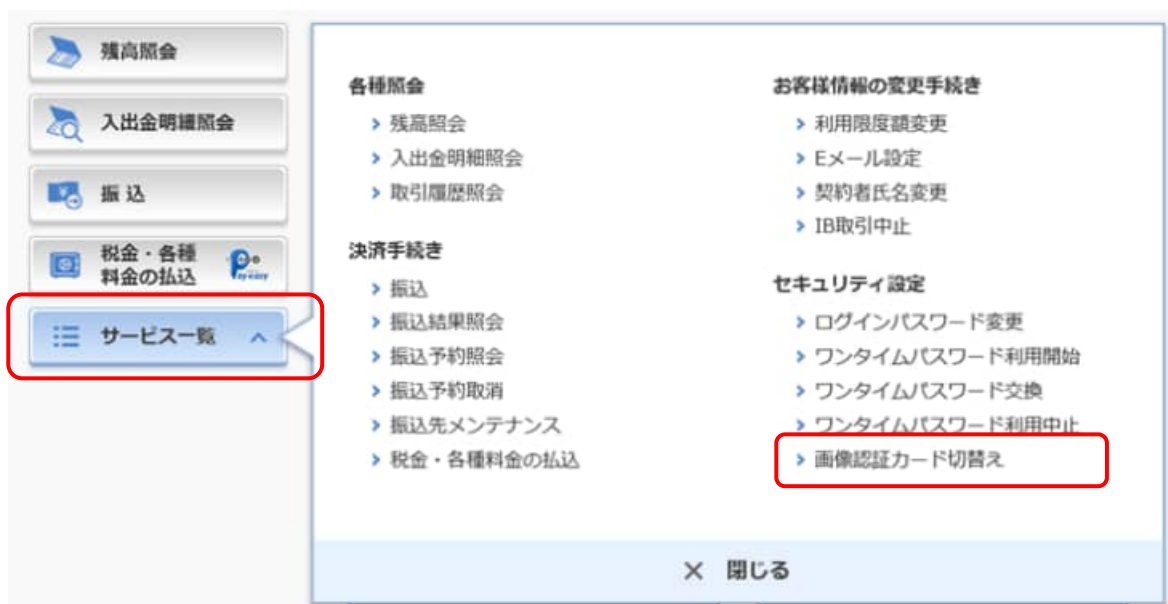 残高照会
入出金明細照会
振込
税金・各種
料金の払込
Pay-easy
サービス一覧
各種照会
残高照会
入出金明細照会
取引履歴照会
決済手続き
振込
振込結果照会
振込予約照会
振込予約取消
振込先メンテナンス
税金・各種料金の払込
お客様情報の変更手続き
利用限度額変更
Eメール設定
契約者氏名変更
IB取引中止
セキュリティ設定
ログインパスワード変更
ワンタイムパスワード利用開始
ワンタイムパスワード交換
ワンタイムパスワード利用中止
画像認証カード切替え
× 閉じる